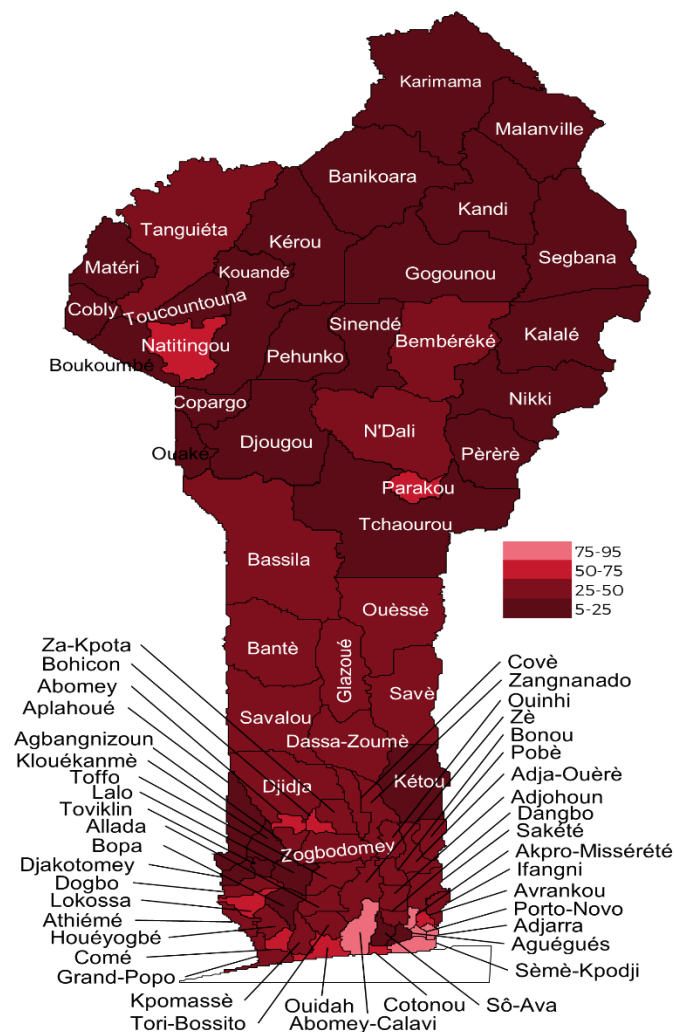 Karimama
Malanville
Banikoara
Kandi
Tanguiéta
Kérou
Segbana
Matéri
Kouandé
Gogounou
Cobly
Toucountouna
Sinendé
Natitingou
Bembéréké
Kalalé
Boukoumbé
Pehunko
Nikki
Copargo
N'Dali
Djougou
Pèrèrè
Ouaké
Parakou
Tchaourou
75-95
50-75
25-50
5-25
Bassila
Ouèssè
Bantè
Glazoué
Savè
Savalou
Dassa-Zoumè
Djidja
Kétou
Zogbodomey
Za-Kpota
Bohicon
Abomey
Aplahoué
Agbangnizoun
Klouékanmè
Toffo
Lalo
Toviklin
Allada
Bopa
Djakotomey
Dogbo
Lokossa
Athiémé
Houéyogbé
Comé
Grand-Popo
Kpomassè
Tori-Bossito
Ouidah
Abomey-Calavi
Cotonou
Sô-Ava
Covè
Zangnanado
Ouinhi
Zè
Bonou
Pobè
Adja-Ouèrè
Adjohoun
Dangbo
Sakété
Akpro-Missérété
Ifangni
Avrankou
Porto-Novo
Adjarra
Aguégués
Sèmè-Kpodji